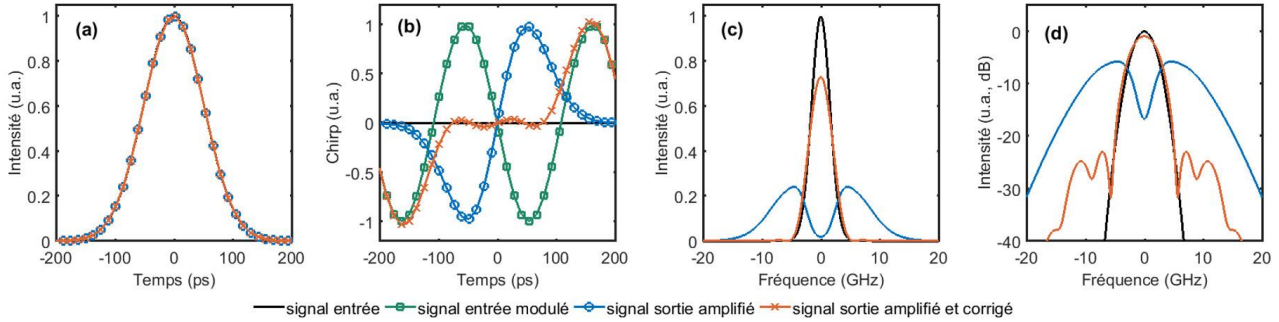 (a)
Intensité (u.a.)
1
0.8
0.6
0.4
0.2
0
-200 -100 0 100 200
Temps (ps)
(b)
Chirp (u.a.)
1.0
0.5
0
-0.5
-1
-200 -100 0 100 200
Temps (ps)
(c)
Intensité (u.a.)
1
0.8
0.6
0.4
0.2
0
-20 -10 0 10 20
Fréquence (GHz)
(d)
Intensité (u.a., dB)
0
-10
-20
-30
-40
-20 -10 0 10 20
Fréquence (GHz)
signal entrée signal entrée modulé signal sortie amplifié signal sortie amplifié et corrigé